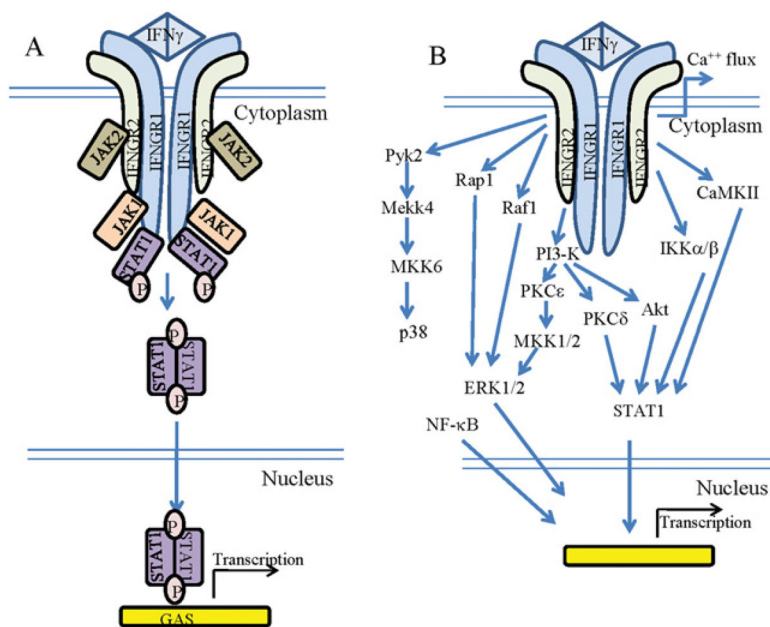 A
IFNγ
IFNGR2
IFNGR1
IFNGR1
IFNGR2
Cytoplasm
JAK2
JAK2
JAK1
JAK1
STAT1
STAT1
P
P
P
STAT1
STAT1
P
Nucleus
P
STAT1
STAT1
P
Transcription
GAS
B
IFNγ
Ca++ flux
IFNGR2
IFNGR1
IFNGR1
IFNGR2
Cytoplasm
Pyk2
Rap1
Raf1
CaMKII
Mekk4
PI3-K
IKKα/β
MKK6
PKCε
PKCδ
Akt
p38
MKK1/2
ERK1/2
STAT1
NF-κB
Nucleus
Transcription